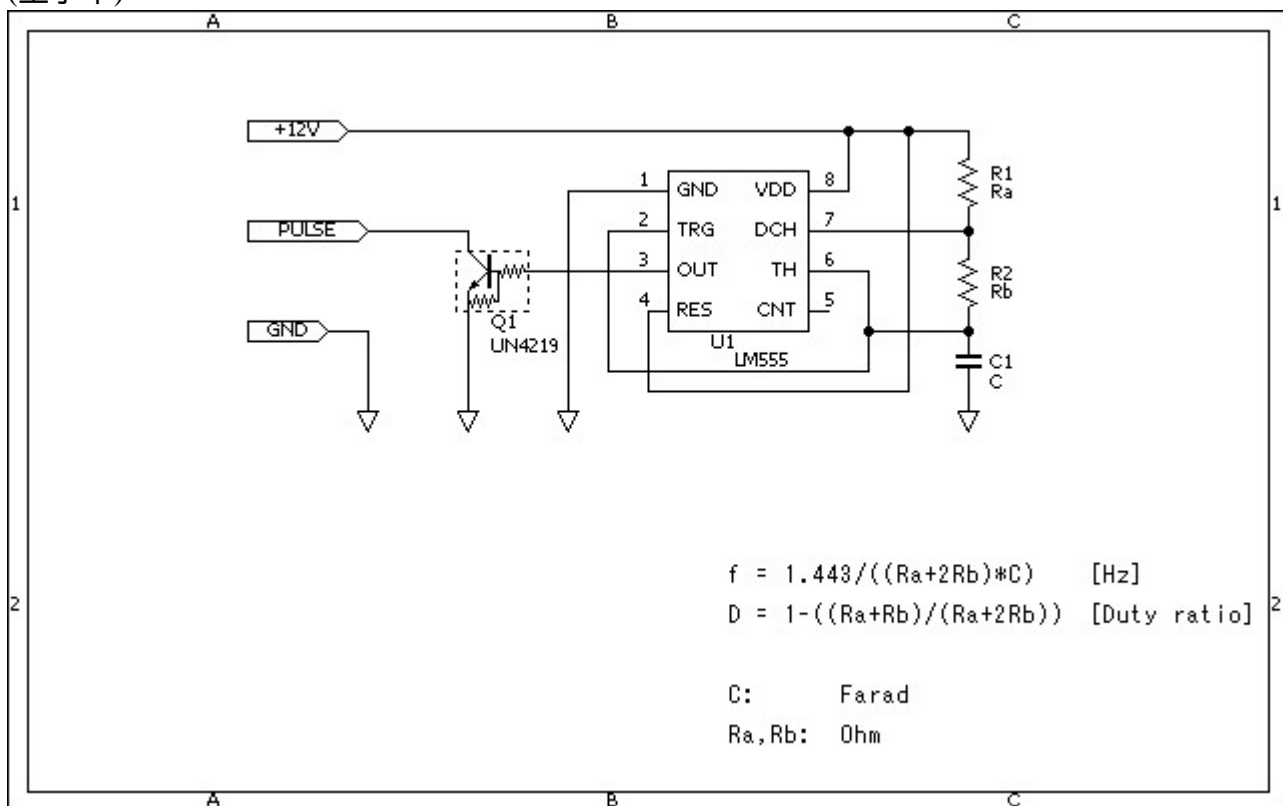 A B C
+12V
R1
Ra
1 GND VDD 8
1 1
2 TRG DCH 7
PULSE
3 OUT TH 6
R2
Rb
4 RES CNT 5
GND
Q1
UN4219
U1
LM555
C1
C
f = 1.443/((Ra+2Rb)*C) [Hz]
2 2
D = 1-((Ra+Rb)/(Ra+2Rb)) [Duty ratio]
C: Farad
Ra,Rb: Ohm
A B C